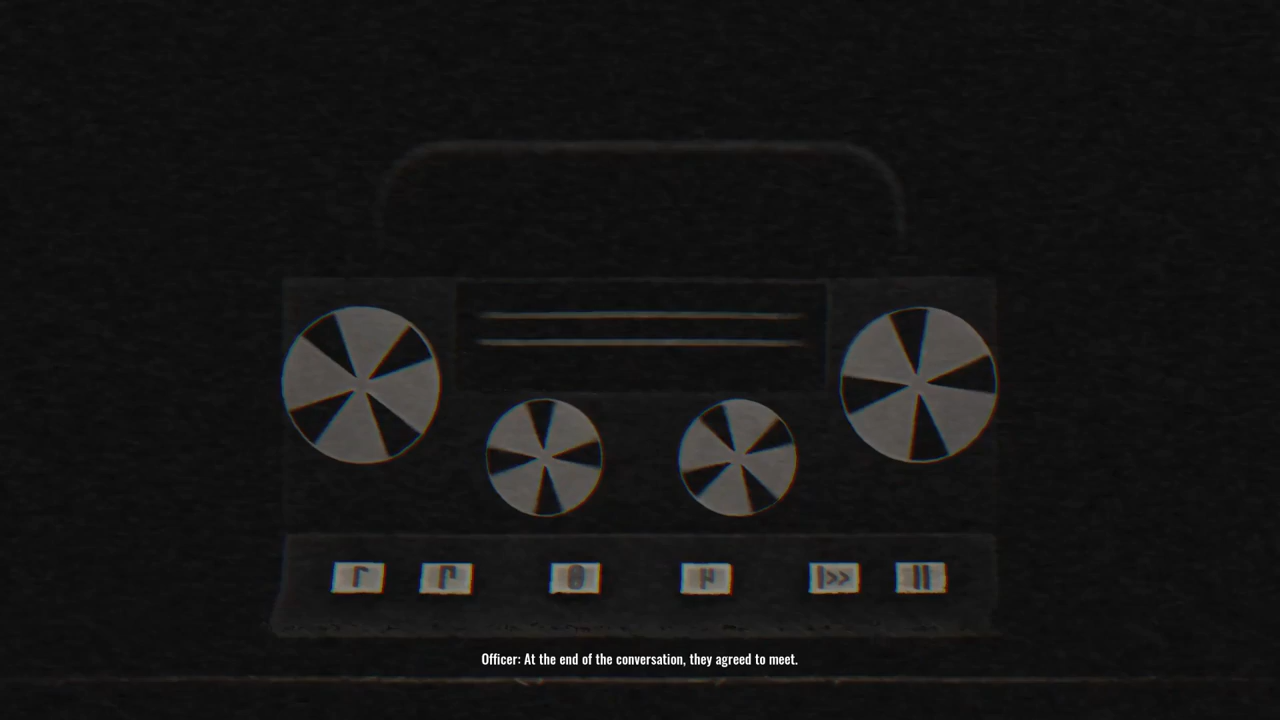 |>> ||
Officer: At the end of the conversation, they agreed to meet.